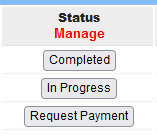 Status
Manage
Completed
In Progress
Request Payment